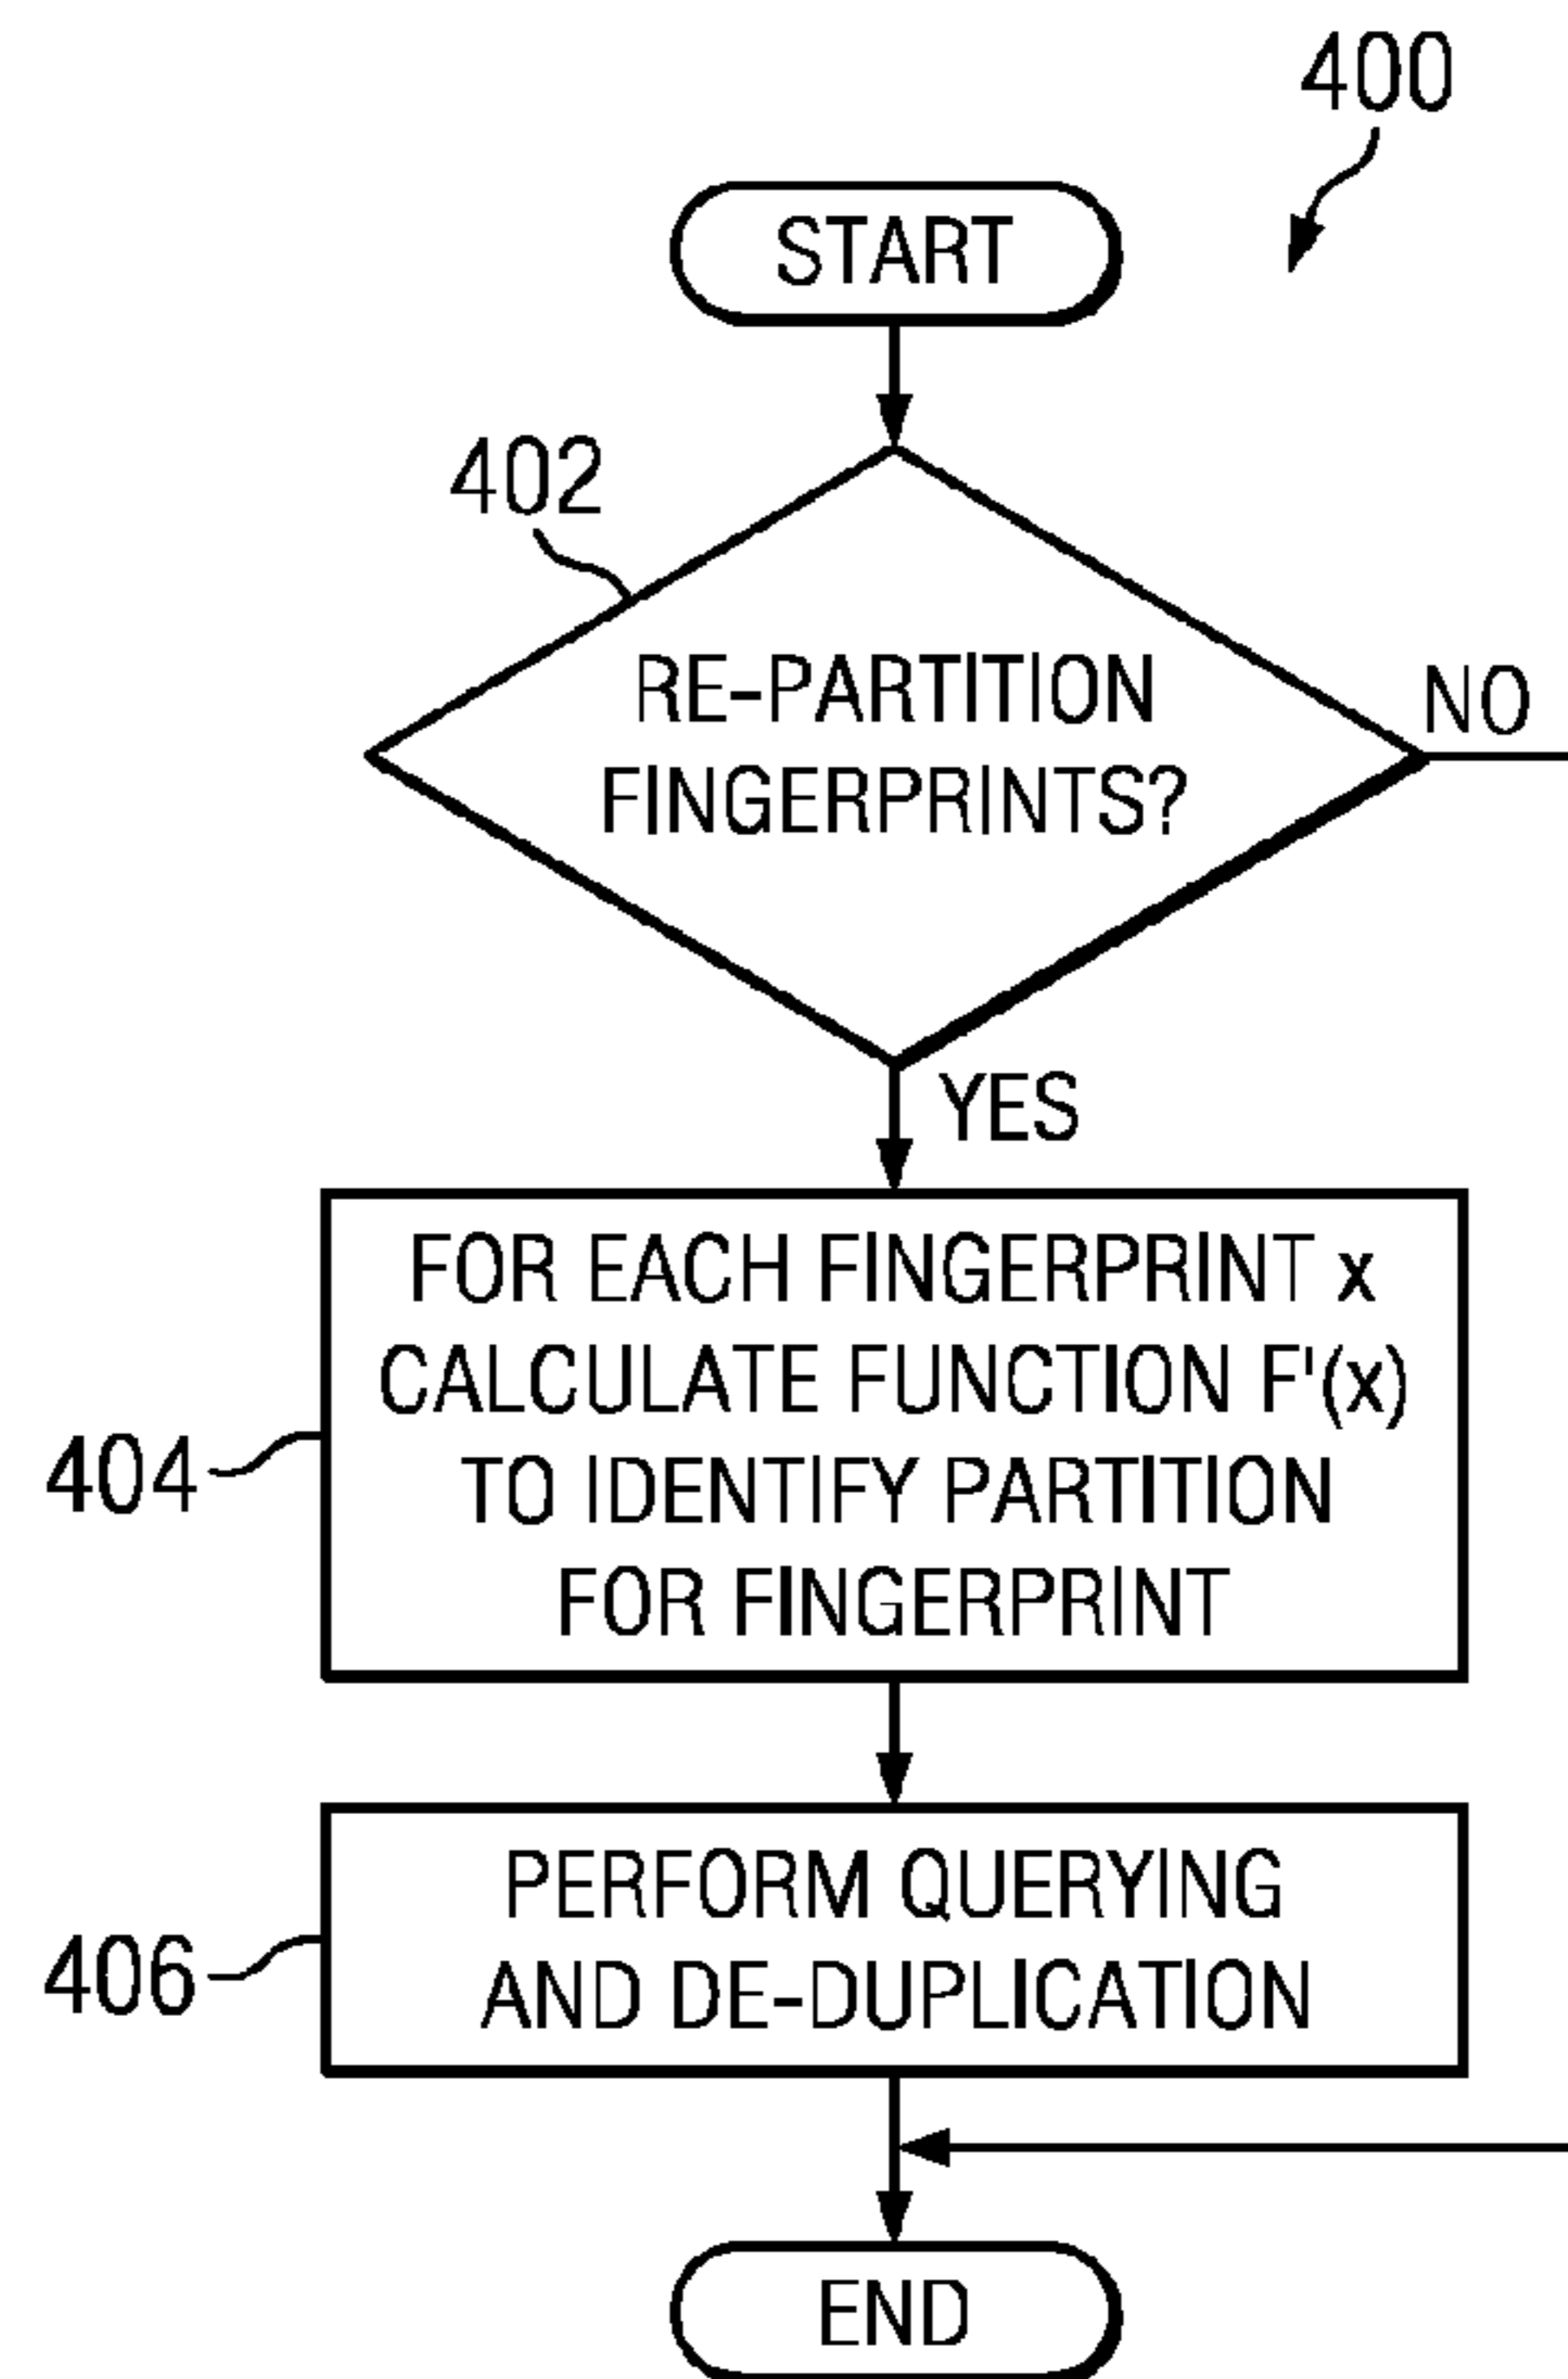 400
START
402
RE-PARTITION
FINGERPRINTS?
NO
YES
FOR EACH FINGERPRINT x
CALCULATE FUNCTION F'(x)
TO IDENTIFY PARTITION
FOR FINGERPRINT
404
PERFORM QUERYING
AND DE-DUPLICATION
406
END